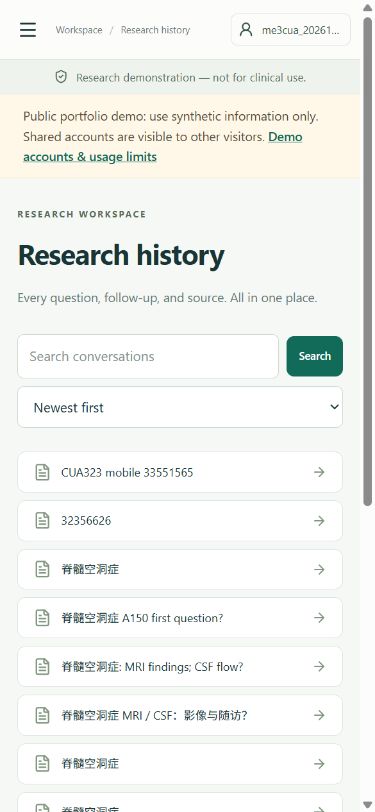 Workspace / Research history
me3cua_20261...
Research demonstration — not for clinical use.
Public portfolio demo: use synthetic information only.
Shared accounts are visible to other visitors. Demo
accounts & usage limits
RESEARCH WORKSPACE
Research history
Every question, follow-up, and source. All in one place.
Search conversations
Search
Newest first
CUA323 mobile 33551565
32356626
脊髓空洞症
脊髓空洞症 A150 first question?
脊髓空洞症: MRI findings; CSF flow?
脊髓空洞症 MRI / CSF：影像与随访?
脊髓空洞症